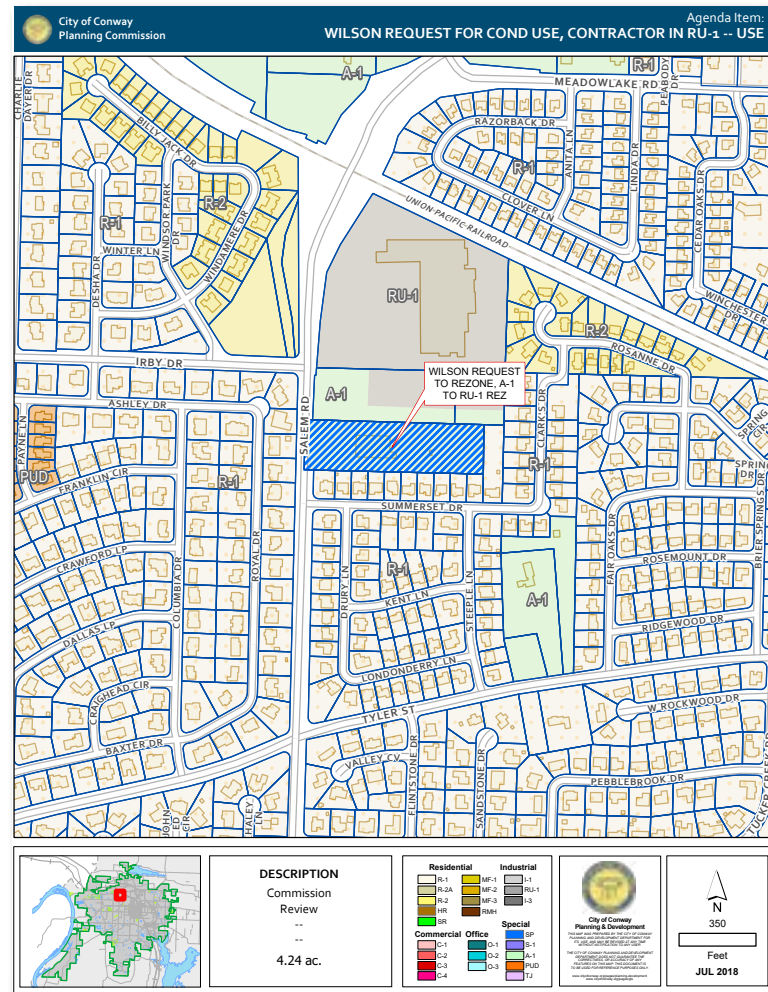 City of Conway
Planning Commission
Agenda Item:
WILSON REQUEST FOR COND USE, CONTRACTOR IN RU-1 -- USE
CHARLIE
DAYER DR
A-1
R-1
MEADOWLAKE RD
PEABODY
DR
BILLY JACK DR
RAZORBACK DR
ANITA LN
LINDA DR
R-1
CLOVER LN
CEDAR OAKS DR
R-1
R-2
WINDSOR PARK
DR
WINDAMERE DR
WINTER LN
DESHA DR
UNION PACIFIC RAILROAD
RU-1
WINCHESTER
DR
R-2
ROSANNE DR
IRBY DR
WILSON REQUEST
TO REZONE, A-1
TO RU-1 REZ
A-1
SALEM RD
CLARK'S DR
ASHLEY DR
PAYNE LN
PUD
FRANKLIN CIR
R-1
R-1
SPRING
CIR
SPRING
DR
SUMMERSET DR
BRIER SPRINGS DR
CRAWFORD LP
COLUMBIA DR
ROYAL DR
DRURY LN
R-1
KENT LN
STEEPLE LN
A-1
FAIR OAKS DR
ROSEMOUNT DR
RIDGEWOOD DR
DALLAS LP
LONDONDERRY LN
CRAIGHEAD CIR
TYLER ST
W ROCKWOOD DR
BAXTER DR
VALLEY CV
FLINTSTONE DR
SANDSTONE DR
PEBBLEBROOK DR
JOHN
ED
CIR
HALEY
LN
TUCKER CREEK RD
DESCRIPTION
Commission
Review
--
--
4.24 ac.
Residential
R-1
R-2A
R-2
HR
SR
MF-1
MF-2
MF-3
RMH
Industrial
I-1
RU-1
I-3
Commercial
C-1
C-2
C-3
C-4
Office
O-1
O-2
O-3
Special
SP
S-1
A-1
PUD
TJ
City of Conway
Planning & Development
N
350
Feet
JUL 2018